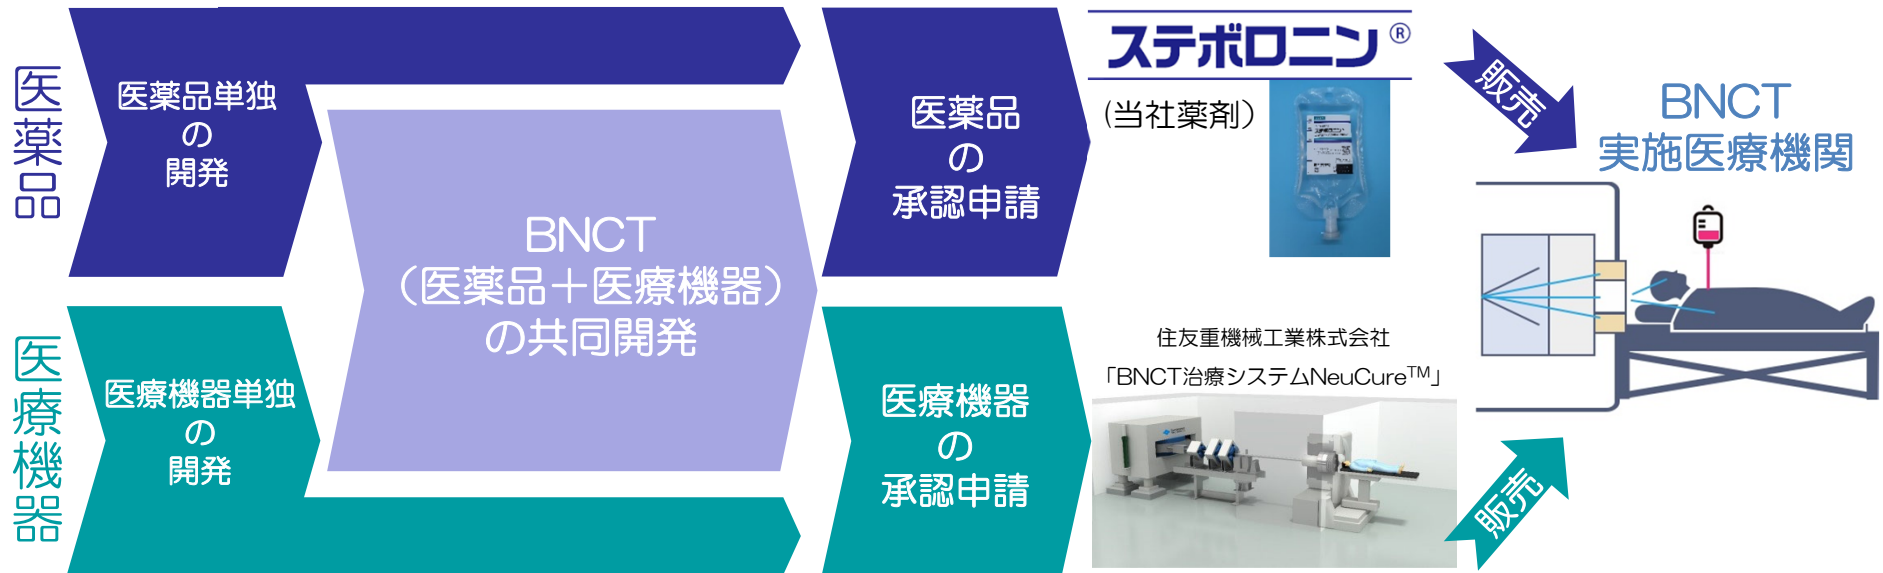 医薬品
医薬品単独
の
開発
医療機器
医療機器単独
の
開発
BNCT
（医薬品＋医療機器）
の共同開発
医薬品
の
承認申請
医療機器
の
承認申請
ステボロニン®
（当社薬剤）
住友重機械工業株式会社
「BNCT治療システムNeuCure™」
販売
販売
BNCT
実施医療機関